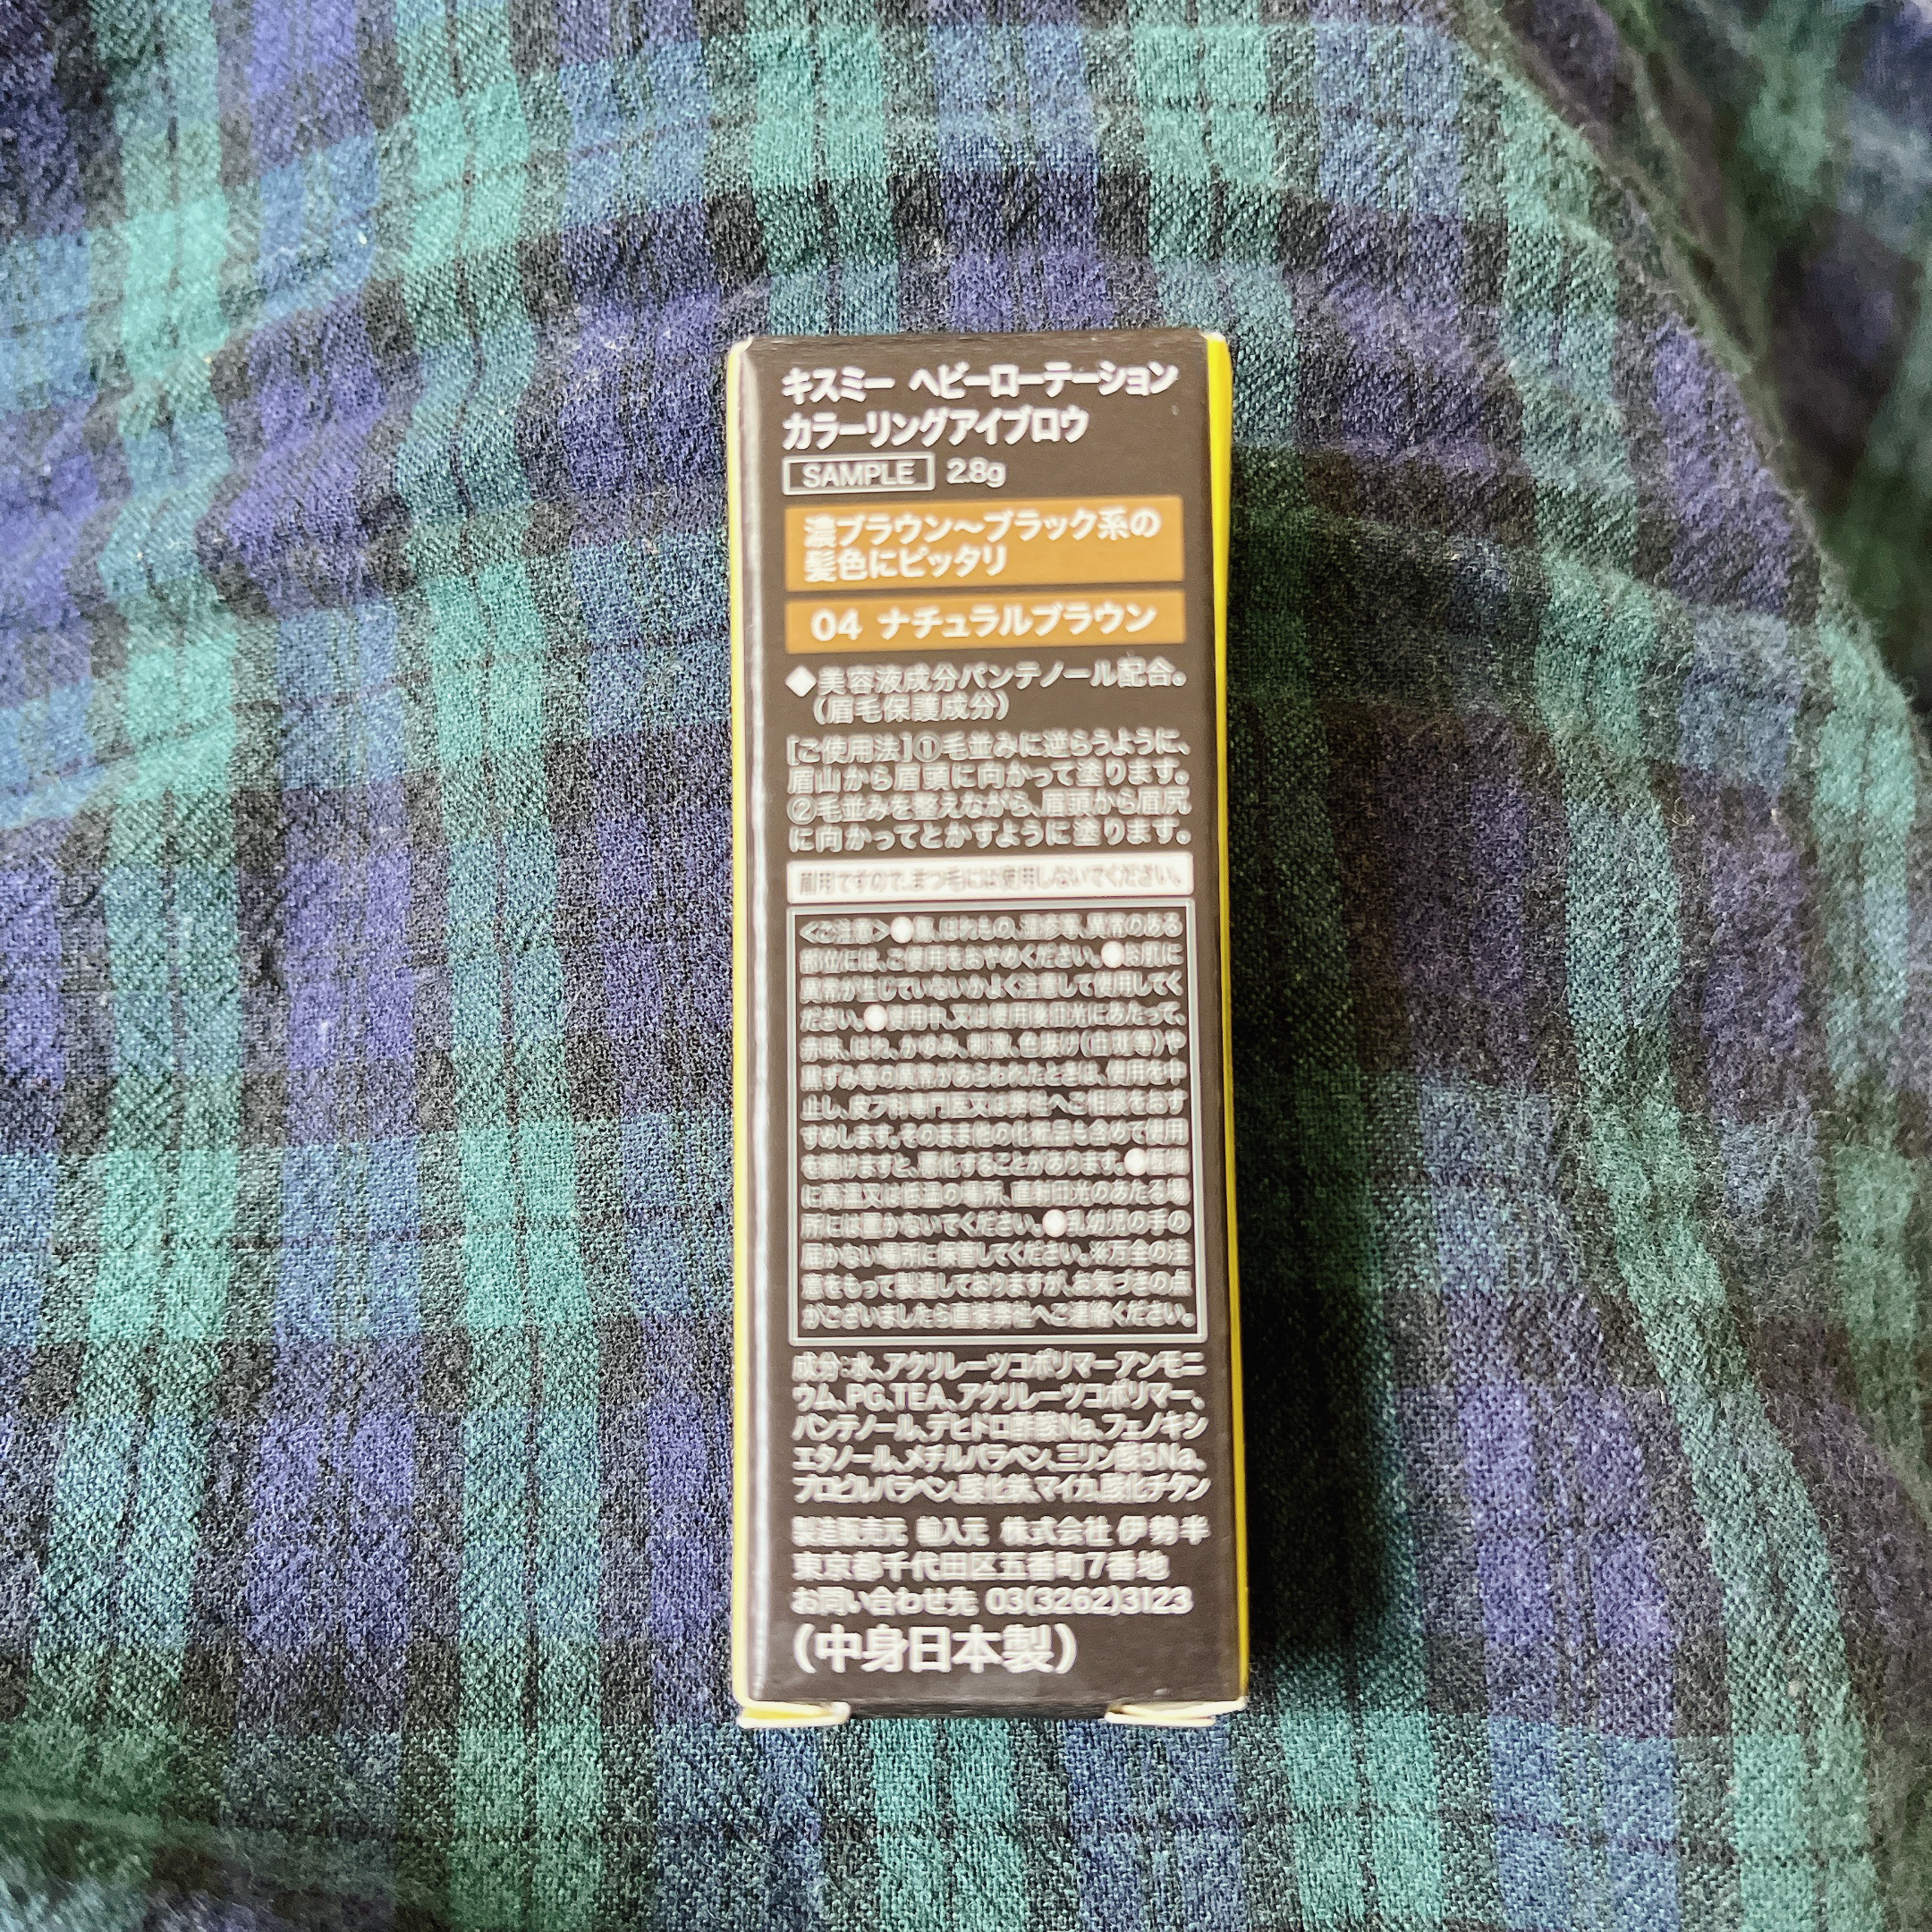 キスミー ヘビーローテーション
カラーリングアイブロウ
SAMPLE 2.8g
濃ブラウン〜ブラック系の
髪色にピッタリ
04 ナチュラルブラウン
◆美容液成分パンテノール配合。
（眉毛保護成分）
[ご使用法]①毛並みに逆らうように、
眉山から眉頭に向かって塗ります。
②毛並みを整えながら、眉頭から眉尻
に向かってとかすように塗ります。
眉用ですので、まつ毛には使用しないでください。
<ご注意>●傷、はれもの、湿疹等、異常のある
部位には、ご使用をおやめください。●お肌に
異常が生じていないかよく注意して使用してく
ださい。●使用中、又は使用後日光にあたって、
赤味、はれ、かゆみ、刺激、色抜け(白斑等)や
黒ずみ等の異常があらわれたときは、使用を中
止し、皮フ科専門医又は弊社へご相談をおす
すめします。そのまま他の化粧品も含めて使用
を続けますと、悪化することがあります。●極端
に高温又は低温の場所、直射日光のあたる場
所には置かないでください。●乳幼児の手の
届かない場所に保管してください。※万全の注
意をもって製造しておりますが、お気づきの点
がございましたら直接弊社へご連絡ください。
成分:水、アクリレーツコポリマーアンモニ
ウム、PG、TEA、アクリレーツコポリマー、
パンテノール、デヒドロ酢酸Na、フェノキシ
エタノール、メチルパラベン、ミリン酸5Na、
プロピルパラベン、酸化鉄、マイカ、酸化チタン
製造販売元 輸入元 株式会社 伊勢半
東京都千代田区五番町7番地
お問い合わせ先 03(3262)3123
(中身日本製)